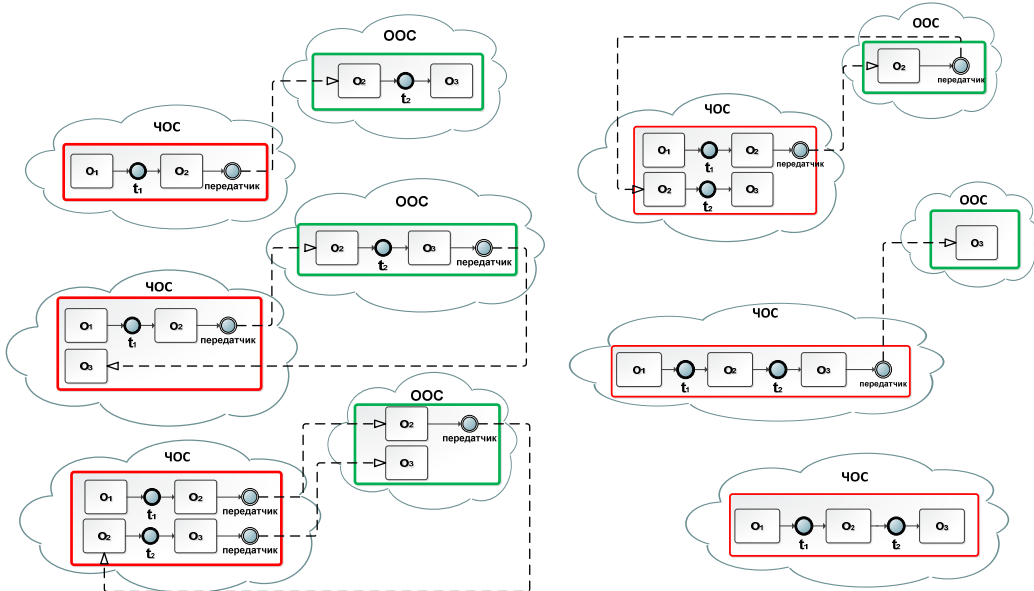 ООС
O₂ O₃
t₂
ЧОС
O₁ O₂
t₁ передатчик
ООС
O₂ O₃
t₂ передатчик
ЧОС
O₁ O₂
t₁ передатчик
O₃
ООС
O₂
передатчик
O₃
ЧОС
O₁ O₂
t₁ передатчик
O₂ O₃
t₂ передатчик
ООС
O₂
передатчик
ЧОС
O₁ O₂
t₁ передатчик
O₂ O₃
t₂
ООС
O₃
ЧОС
O₁ O₂ O₃
t₁ t₂ передатчик
ЧОС
O₁ O₂ O₃
t₁ t₂